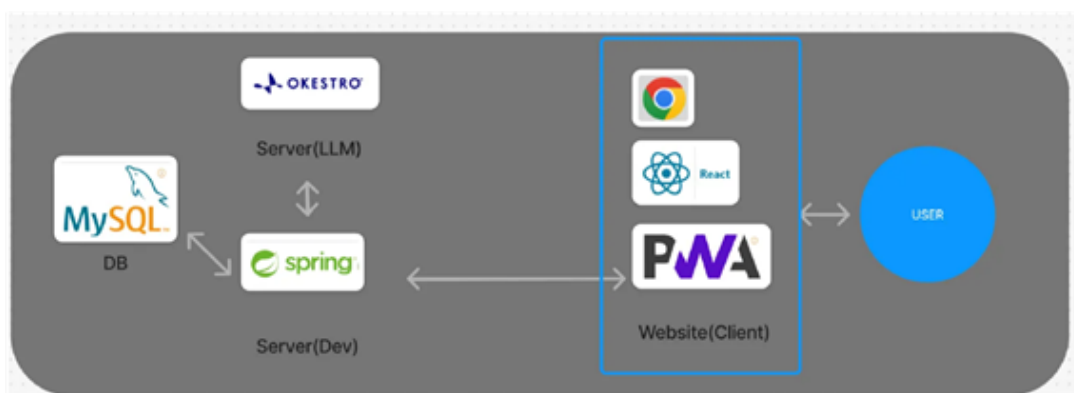 OKESTRO
Server(LLM)
MySQL
DB
spring
Server(Dev)
React
PWA
Website(Client)
USER